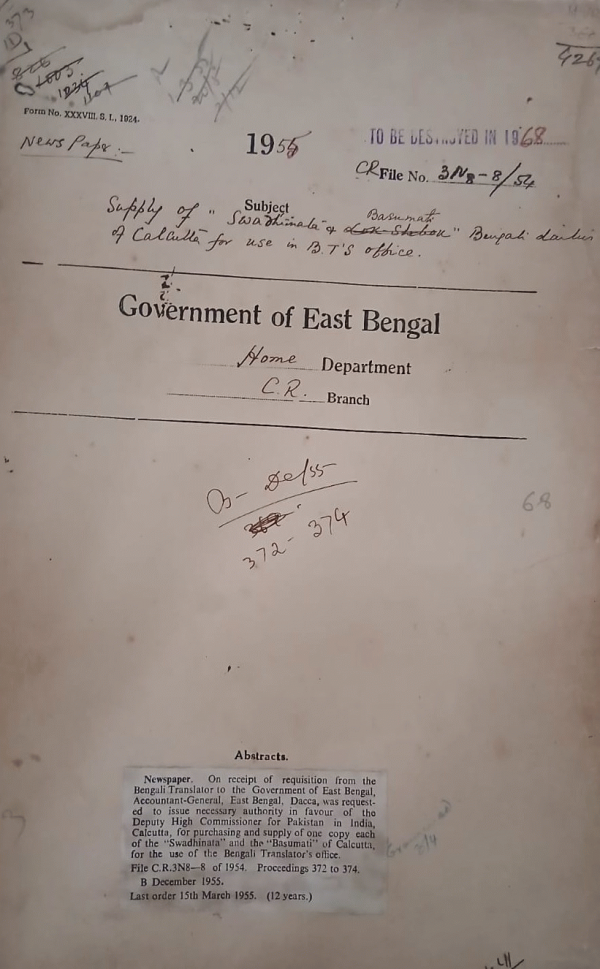 373
426
Form No. XXXVIII. S. I., 1924.
News Paper :—
1955
TO BE DESTROYED IN 1968
CR File No. 3N8-8/54
Subject
Supply of "Swadhinata" & Basumati" Bengali dailies
of Calcutta for use in B.T'S office.
Government of East Bengal
Home Department
C.R. Branch
B- De/55
372- 374
68
Abstracts.
Newspaper. On receipt of requisition from the
Bengali Translator to the Government of East Bengal,
Accountant-General, East Bengal, Dacca, was request-
ed to issue necessary authority in favour of the
Deputy High Commissioner for Pakistan in India,
Calcutta, for purchasing and supply of one copy each
of the "Swadhinata" and the "Basumati" of Calcutta,
for the use of the Bengali Translator's office.
File C.R.3N8—8 of 1954. Proceedings 372 to 374.
B December 1955.
Last order 15th March 1955. (12 years.)